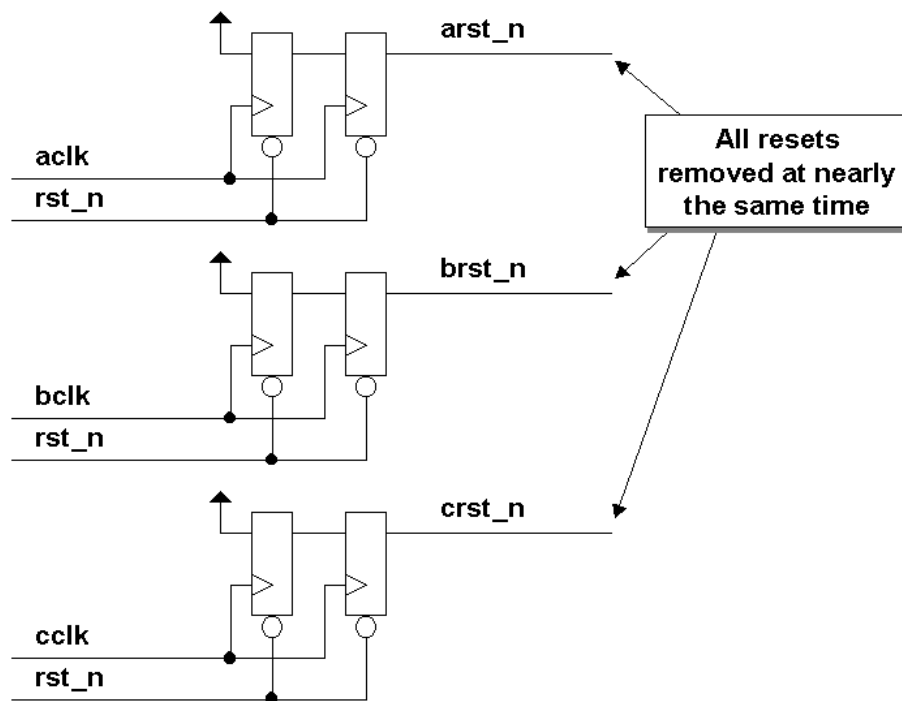 arst_n
aclk
rst_n
All resets
removed at nearly
the same time
brst_n
bclk
rst_n
crst_n
cclk
rst_n